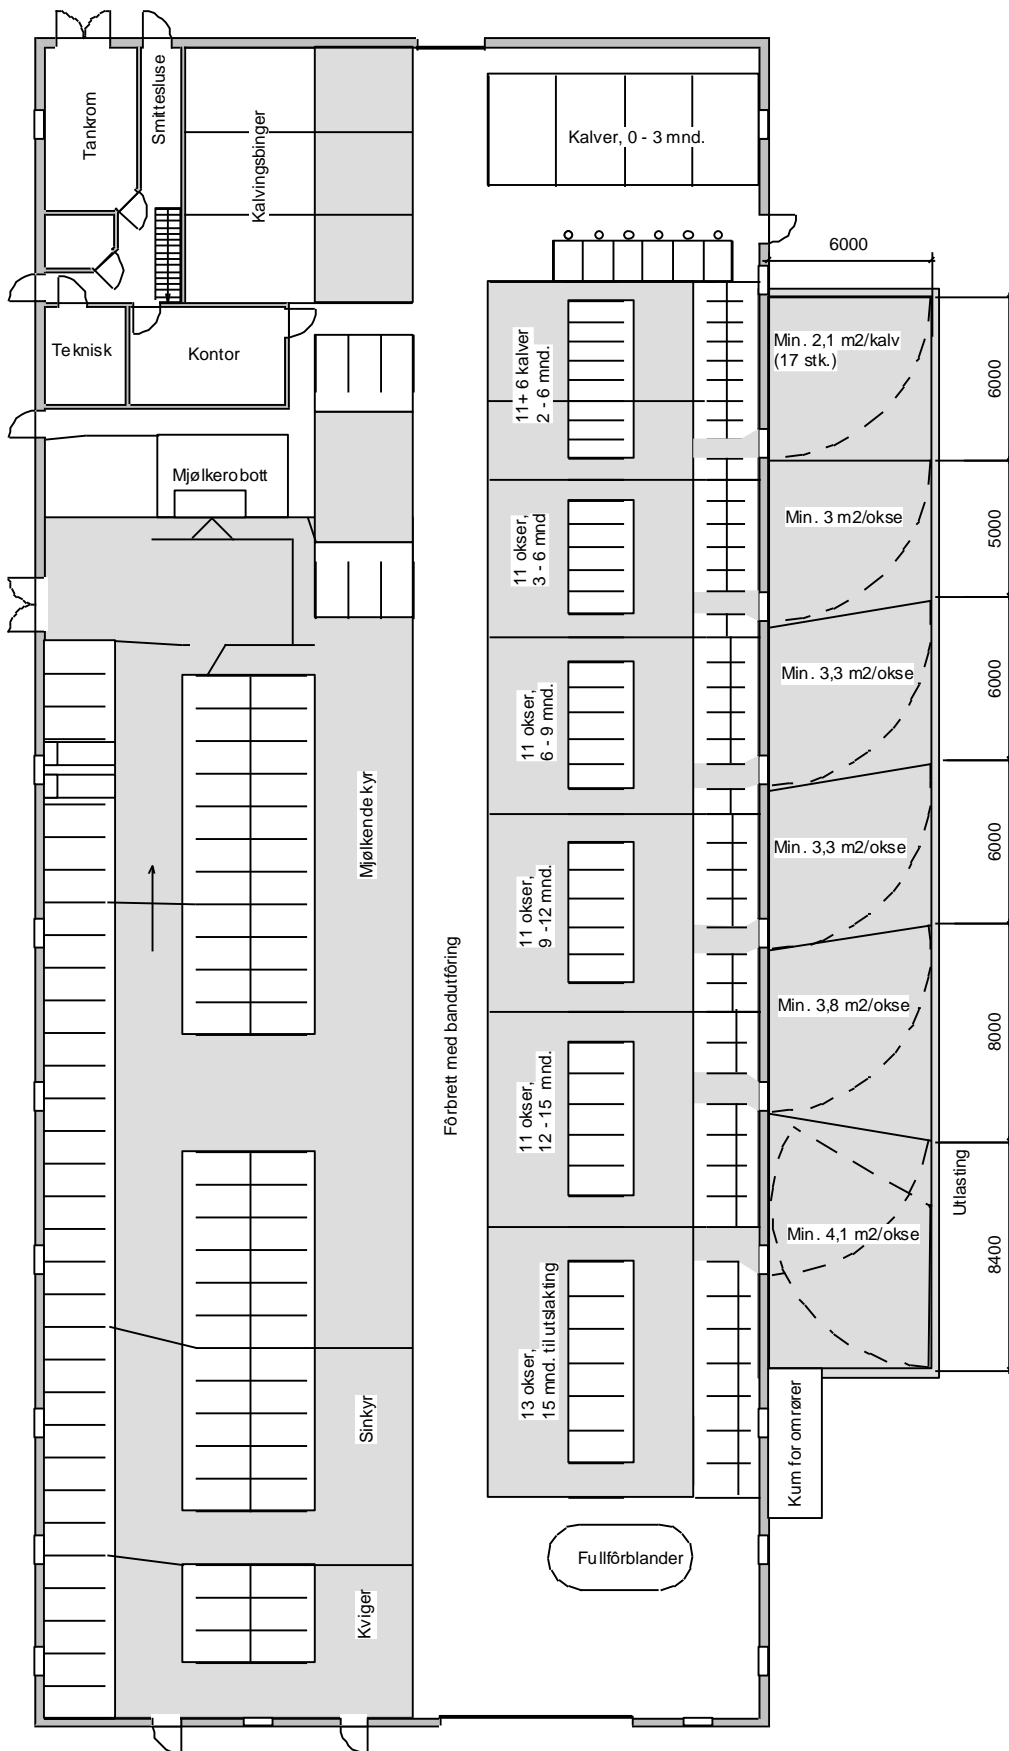 Tankrom
Smittesluse
Kalvingsbinger
Kalver, 0 - 3 mnd.
6000
Teknisk
Kontor
11+ 6 kalver
2 - 6 mnd.
Min. 2,1 m2/kalv
(17 stk.)
6000
Mjølkerobott
11 okser,
3 - 6 mnd
Min. 3 m2/okse
5000
11 okser,
6 - 9 mnd.
Min. 3,3 m2/okse
6000
Mjølkende kyr
11 okser,
9 -12 mnd.
Min. 3,3 m2/okse
6000
Fôrbrett med bandutfôring
11 okser,
12 -15 mnd.
Min. 3,8 m2/okse
8000
Utlasting
Min. 4,1 m2/okse
8400
13 okser,
15 mnd. til utslakting
Sinkyr
Kum for omrører
Fullfôrblander
Kviger